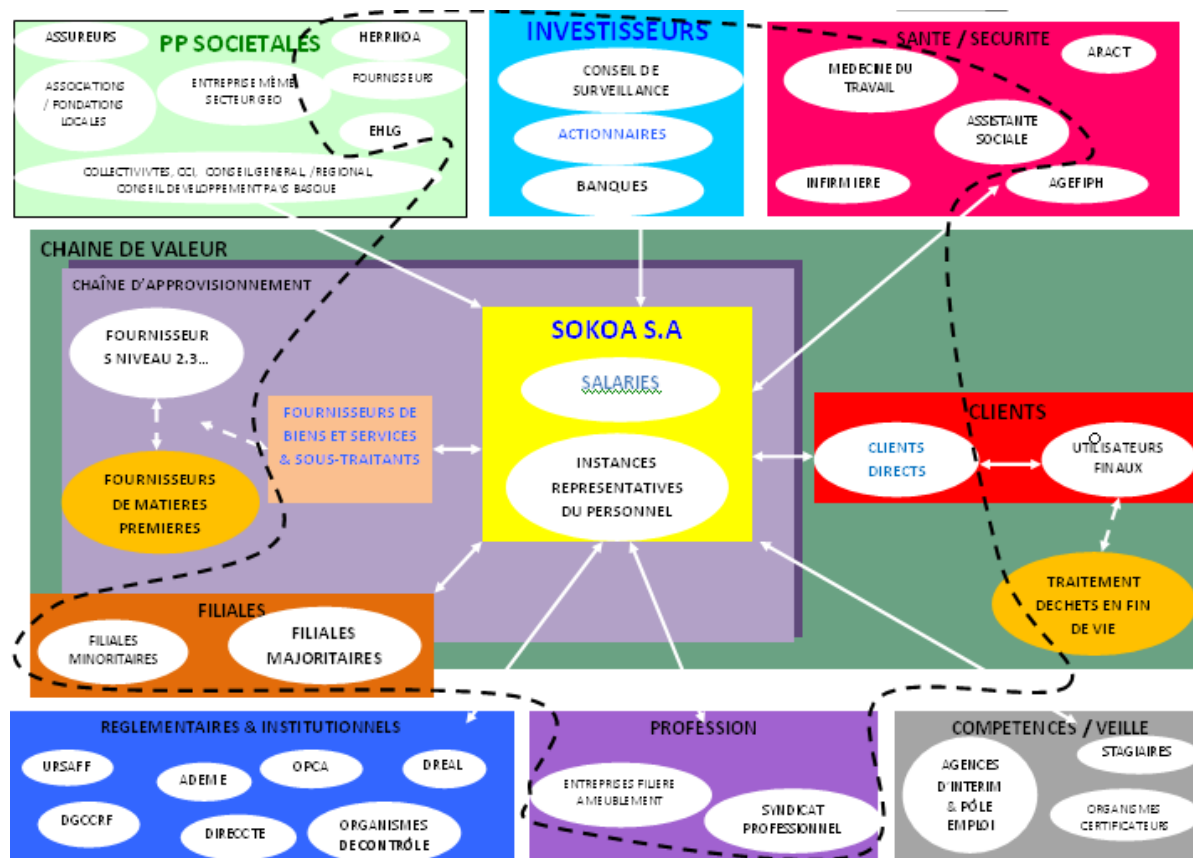 ASSUREURS
PP SOCIETALES
HERRIKOA
ASSOCIATIONS
/ FONDATIONS
LOCALES
ENTREPRISE MÊME
SECTEUR GEO
FOURNISSEURS
EHLG
COLLECTIVIVTES, CCI, CONSEIL GENERAL, /REGIONAL,
CONSEIL DEVELOPPEMENT PAYS BASQUE
INVESTISSEURS
CONSEIL DE
SURVEILLANCE
ACTIONNAIRES
BANQUES
SANTE / SECURITE
MEDECINE DU
TRAVAIL
ARACT
ASSISTANTE
SOCIALE
INFIRMIERE
AGEFIPH
CHAINE DE VALEUR
CHAÎNE D'APPROVISIONNEMENT
FOURNISSEUR
S NIVEAU 2.3...
FOURNISSEURS
DE MATIERES
PREMIERES
FOURNISSEURS DE
BIENS ET SERVICES
& SOUS-TRAITANTS
SOKOA S.A
SALARIES
INSTANCES
REPRESENTATIVES
DU PERSONNEL
CLIENTS
CLIENTS
DIRECTS
UTILISATEURS
FINAUX
TRAITEMENT
DECHETS EN FIN
DE VIE
FILIALES
FILIALES
MINORITAIRES
FILIALES
MAJORITAIRES
REGLEMENTAIRES & INSTITUTIONNELS
URSAFF
ADEME
OPCA
DREAL
DGCCRF
DIRECCTE
ORGANISMES
DE CONTRÔLE
PROFESSION
ENTREPRISES FILIERE
AMEUBLEMENT
SYNDICAT
PROFESSIONNEL
COMPETENCES / VEILLE
AGENCES
D'INTERIM
& PÔLE
EMPLOI
STAGIAIRES
ORGANISMES
CERTIFICATEURS